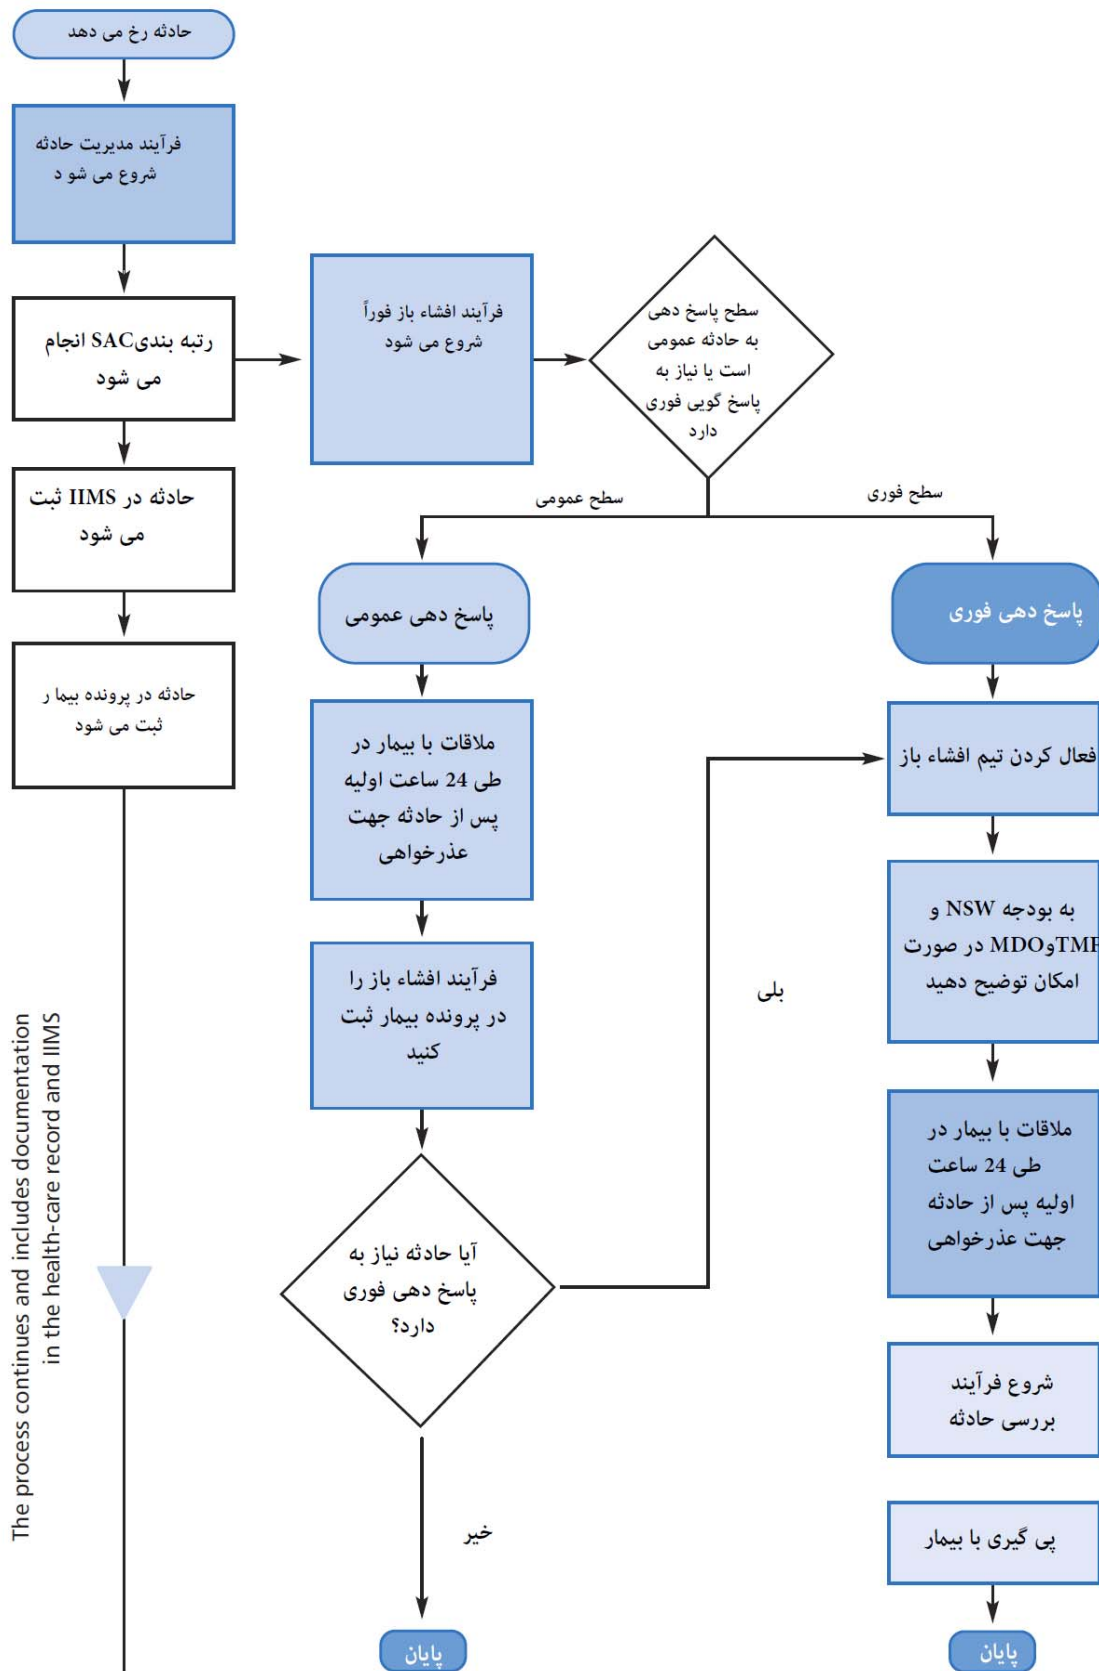 حادثه رخ می دهد
فرآیند مدیریت حادثه
شروع می شو د
رتبه بندیSAC انجام
می شود
حادثه در IIMS ثبت
می شود
حادثه در پرونده بیما ر
ثبت می شود
The process continues and includes documentation
in the health-care record and IIMS
فرآیند افشاء باز فوراً
شروع می شود
سطح پاسخ دهی
به حادثه عمومی
است یا نیاز به
پاسخ گویی فوری
دارد
سطح عمومی
سطح فوری
پاسخ دهی عمومی
ملاقات با بیمار در
طی 24 ساعت اولیه
پس از حادثه جهت
عذرخواهی
فرآیند افشاء باز را
در پرونده بیمار ثبت
کنید
آیا حادثه نیاز به
پاسخ دهی فوری
دارد؟
بلی
خیر
پایان
پاسخ دهی فوری
فعال کردن تیم افشاء باز
به بودجه NSW و
TMFوMDO در صورت
امکان توضیح دهید
ملاقات با بیمار در
طی 24 ساعت
اولیه پس از حادثه
جهت عذرخواهی
شروع فرآیند
بررسی حادثه
پی گیری با بیمار
پایان